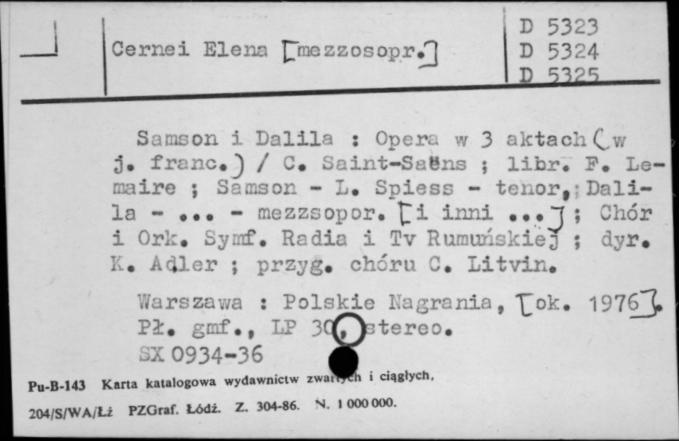 D 5323
Cernei Elena [mezzosopr.] D 5324
D 5325
Samson i Dalila : Opera w 3 aktach (w
j. franc.) / C. Saint-Saëns ; libr. F. Le-
maire ; Samson - L. Spiess - tenor,; Dali-
la - ... - mezzsopor. [i inni ...] ; Chór
i Ork. Symf. Radia i Tv Rumuńskiej ; dyr.
K. Adler ; przyg. chóru C. Litvin.
Warszawa : Polskie Nagrania, [ok. 1976].
Pł. gmf., LP 30, stereo.
SX 0934-36
Pu-B-143 Karta katalogowa wydawnictw zwartych i ciągłych.
204/S/WA/Łż PZGraf. Łódź. Z. 304-86. N. 1 000 000.